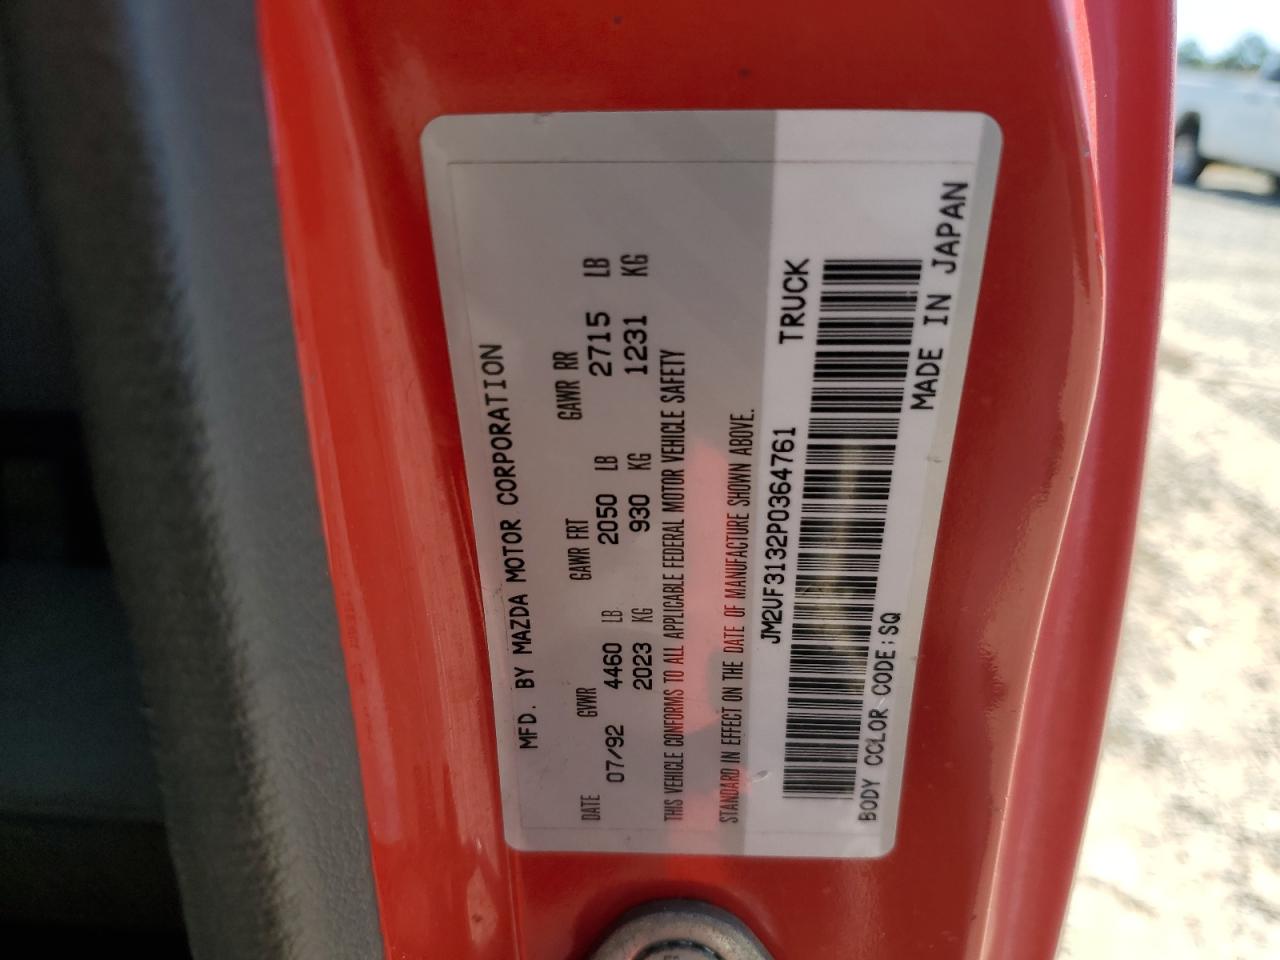 MFD. BY MAZDA MOTOR CORPORATION
DATE GVWR GAWR FRT GAWR RR
07/92 4460 LB 2050 LB 2715 LB
2023 KG 930 KG 1231 KG
THIS VEHICLE CONFORMS TO ALL APPLICABLE FEDERAL MOTOR VEHICLE SAFETY
STANDARD IN EFFECT ON THE DATE OF MANUFACTURE SHOWN ABOVE.
JM2UF3132P0364761 TRUCK
BODY COLOR CODE:SQ MADE IN JAPAN